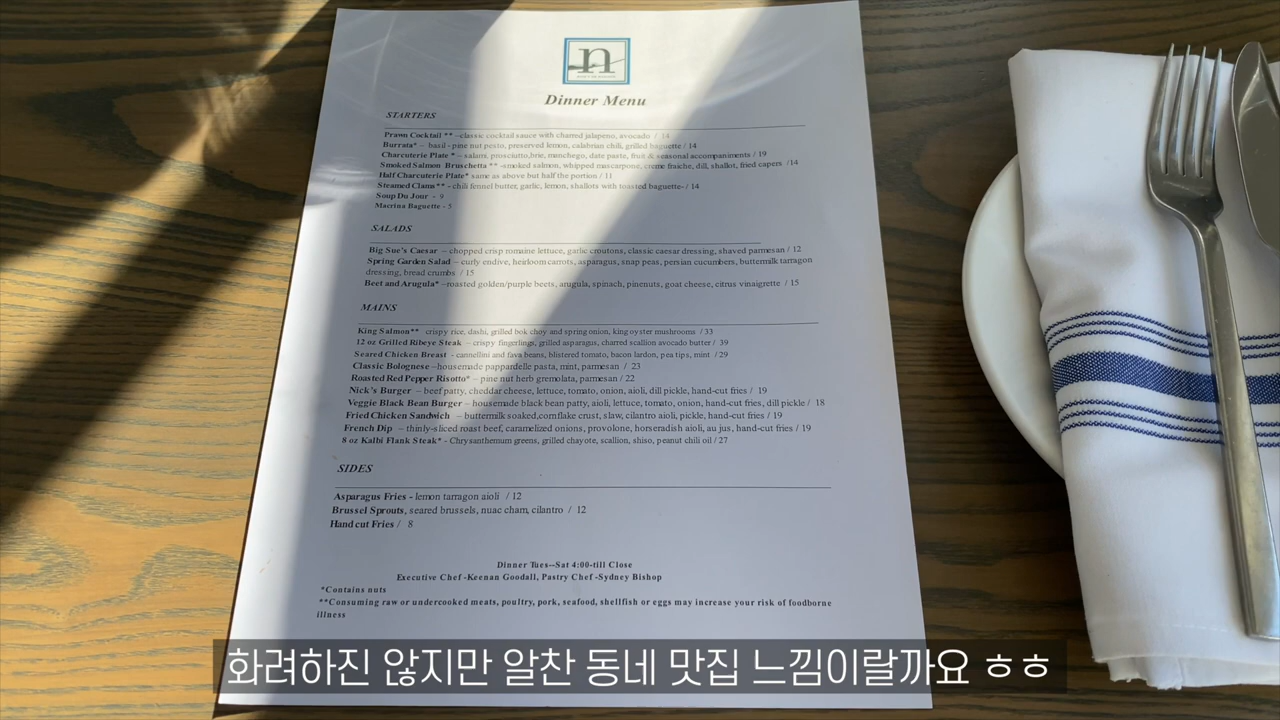 n
Dinner Menu
STARTERS
Prawn Cocktail ** –classic cocktail sauce with charred jalapeno, avocado / 14
Burrata* – basil - pine nut pesto, preserved lemon, calabrian chili, grilled baguette / 14
Charcuterie Plate * – salami, prosciutto,brie, manchego, date paste, fruit & seasonal accompaniments / 19
Smoked Salmon Bruschetta ** -smoked salmon, whipped mascarpone, creme fraiche, dill, shallot, fried capers /14
Half Charcuterie Plate* same as above but half the portion / 11
Steamed Clams** - chili fennel butter, garlic, lemon, shallots with toasted baguette- / 14
Soup Du Jour - 9
Macrina Baguette - 5
SALADS
Big Sue's Caesar – chopped crisp romaine lettuce, garlic croutons, classic caesar dressing, shaved parmesan / 12
Spring Garden Salad – curly endive, heirloom carrots, asparagus, snap peas, persian cucumbers, buttermilk tarragon
dressing, bread crumbs / 15
Beet and Arugula* –roasted golden/purple beets, arugula, spinach, pinenuts, goat cheese, citrus vinaigrette / 15
MAINS
King Salmon** crispy rice, dashi, grilled bok choy and spring onion, king oyster mushrooms / 33
12 oz Grilled Ribeye Steak – crispy fingerlings, grilled asparagus, charred scallion avocado butter / 39
Seared Chicken Breast - cannellini and fava beans, blistered tomato, bacon lardon, pea tips, mint / 29
Classic Bolognese –housemade pappardelle pasta, mint, parmesan / 23
Roasted Red Pepper Risotto* – pine nut herb gremolata, parmesan / 22
Nick's Burger – beef patty, cheddar cheese, lettuce, tomato, onion, aioli, dill pickle, hand-cut fries / 19
Veggie Black Bean Burger – housemade black bean patty, aioli, lettuce, tomato, onion, hand-cut fries, dill pickle / 18
Fried Chicken Sandwich – buttermilk soaked,cornflake crust, slaw, cilantro aioli, pickle, hand-cut fries / 19
French Dip – thinly-sliced roast beef, caramelized onions, provolone, horseradish aioli, au jus, hand-cut fries / 19
8 oz Kalbi Flank Steak* - Chrysanthemum greens, grilled chayote, scallion, shiso, peanut chili oil / 27
SIDES
Asparagus Fries - lemon tarragon aioli / 12
Brussel Sprouts, seared brussels, nuac cham, cilantro / 12
Hand cut Fries / 8
Dinner Tues--Sat 4:00-till Close
Executive Chef -Keenan Goodall, Pastry Chef -Sydney Bishop
*Contains nuts
**Consuming raw or undercooked meats, poultry, pork, seafood, shellfish or eggs may increase your risk of foodborne
illness
화려하진 않지만 알찬 동네 맛집 느낌이랄까요 ㅎㅎ